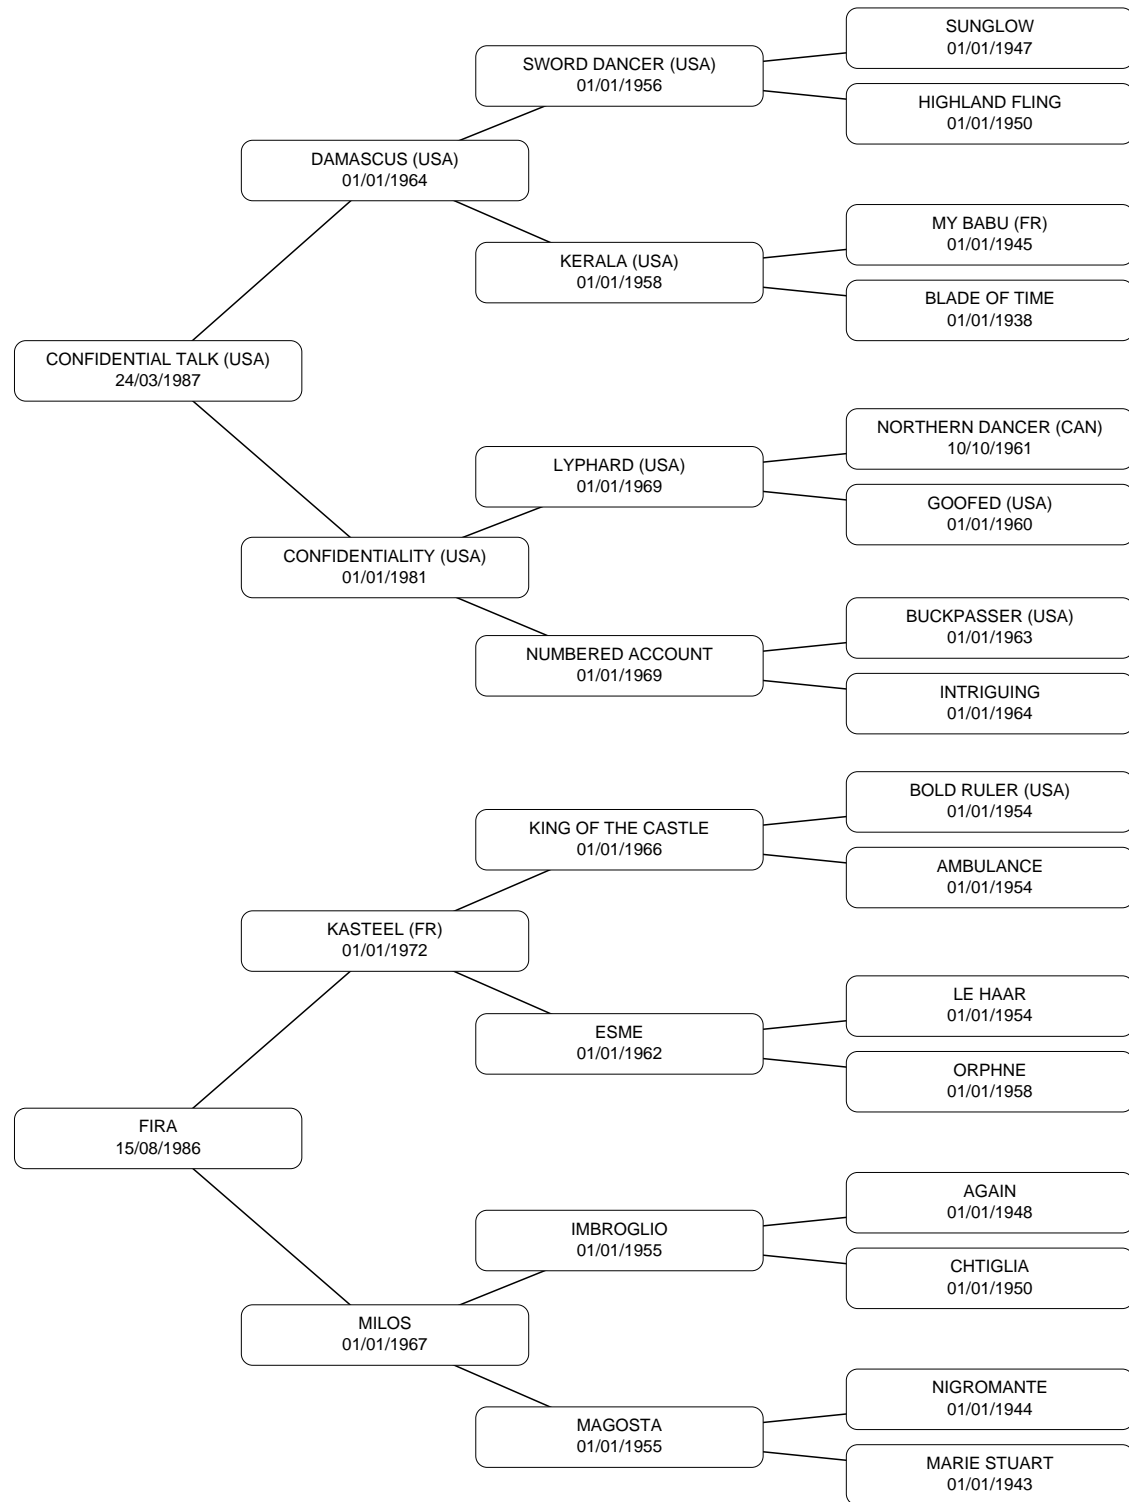 SUNGLOW
01/01/1947
SWORD DANCER (USA)
01/01/1956
HIGHLAND FLING
01/01/1950
DAMASCUS (USA)
01/01/1964
MY BABU (FR)
01/01/1945
KERALA (USA)
01/01/1958
BLADE OF TIME
01/01/1938
CONFIDENTIAL TALK (USA)
24/03/1987
NORTHERN DANCER (CAN)
10/10/1961
LYPHARD (USA)
01/01/1969
GOOFED (USA)
01/01/1960
CONFIDENTIALITY (USA)
01/01/1981
BUCKPASSER (USA)
01/01/1963
NUMBERED ACCOUNT
01/01/1969
INTRIGUING
01/01/1964
BOLD RULER (USA)
01/01/1954
KING OF THE CASTLE
01/01/1966
AMBULANCE
01/01/1954
KASTEEL (FR)
01/01/1972
LE HAAR
01/01/1954
ESME
01/01/1962
ORPHNE
01/01/1958
FIRA
15/08/1986
AGAIN
01/01/1948
IMBROGLIO
01/01/1955
CHTIGLIA
01/01/1950
MILOS
01/01/1967
NIGROMANTE
01/01/1944
MAGOSTA
01/01/1955
MARIE STUART
01/01/1943